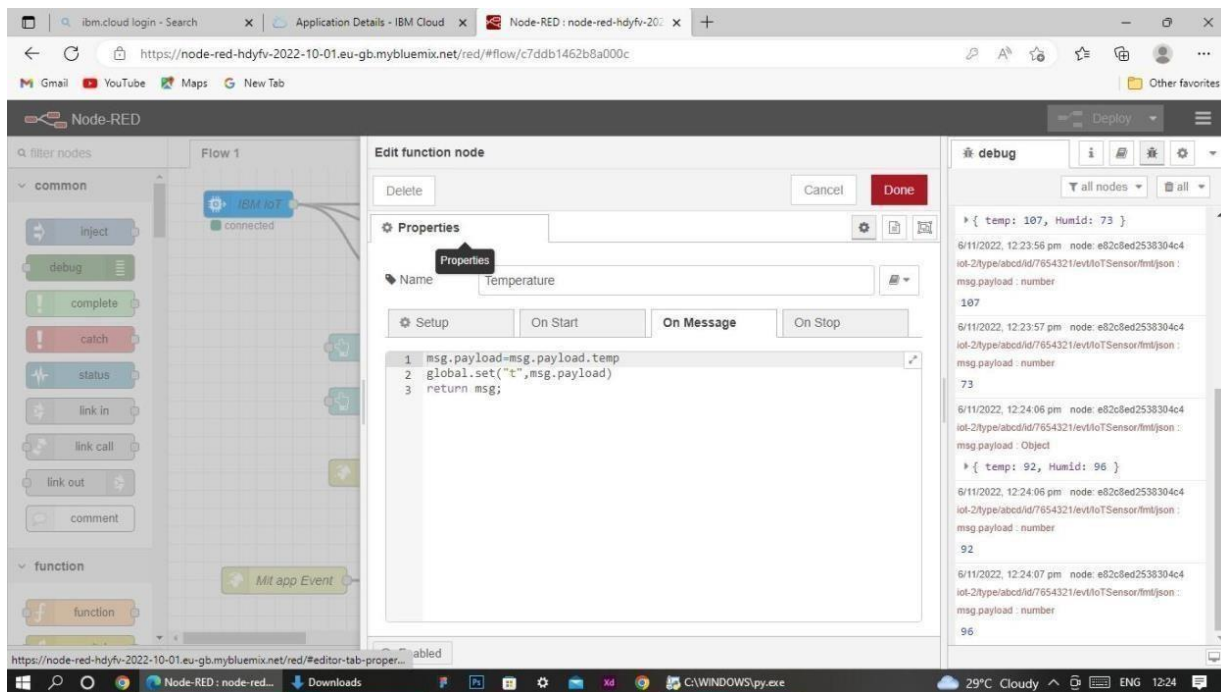 ibm.cloud login - Search
Application Details - IBM Cloud
Node-RED : node-red-hdyfv-202
https://node-red-hdyfv-2022-10-01.eu-gb.mybluemix.net/red/#flow/c7ddb1462b8a000c
Gmail YouTube Maps New Tab Other favorites
Node-RED Deploy
filter nodes
common
inject
debug
complete
catch
status
link in
link call
link out
comment
function
function
Flow 1
IBM IoT
connected
Mit app Event
Edit function node
Delete Cancel Done
Properties
Properties
Name Temperature
Setup On Start On Message On Stop
1 msg.payload=msg.payload.temp
2 global.set("t",msg.payload)
3 return msg;
Enabled
debug
all nodes all
{ temp: 107, Humid: 73 }
6/11/2022, 12:23:56 pm node: e82c8ed2538304c4
iot-2/type/abcd/id/7654321/evt/IoTSensor/fmt/json :
msg.payload : number
107
6/11/2022, 12:23:57 pm node: e82c8ed2538304c4
iot-2/type/abcd/id/7654321/evt/IoTSensor/fmt/json :
msg.payload : number
73
6/11/2022, 12:24:06 pm node: e82c8ed2538304c4
iot-2/type/abcd/id/7654321/evt/IoTSensor/fmt/json :
msg.payload : Object
{ temp: 92, Humid: 96 }
6/11/2022, 12:24:06 pm node: e82c8ed2538304c4
iot-2/type/abcd/id/7654321/evt/IoTSensor/fmt/json :
msg.payload : number
92
6/11/2022, 12:24:07 pm node: e82c8ed2538304c4
iot-2/type/abcd/id/7654321/evt/IoTSensor/fmt/json :
msg.payload : number
96
https://node-red-hdyfv-2022-10-01.eu-gb.mybluemix.net/red/#editor-tab-proper...
Node-RED : node-red... Downloads Ps Xd C:\WINDOWS\py.exe 29°C Cloudy ENG 12:24